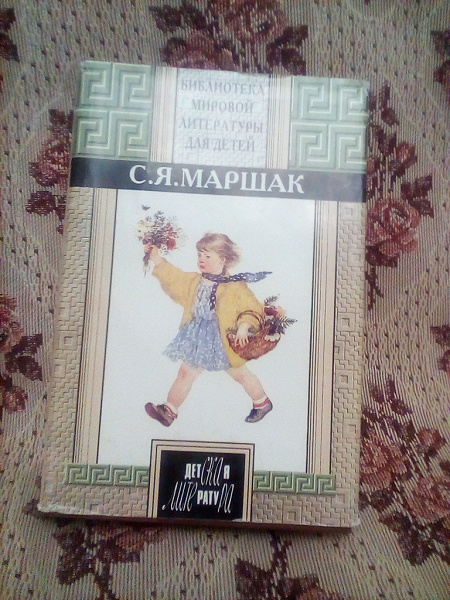 БИБЛИОТЕКА
МИРОВОЙ
ЛИТЕРАТУРЫ
ДЛЯ ДЕТЕЙ
С.Я.МАРШАК
ДЕТСКАЯ
ЛИТЕРАТУРА